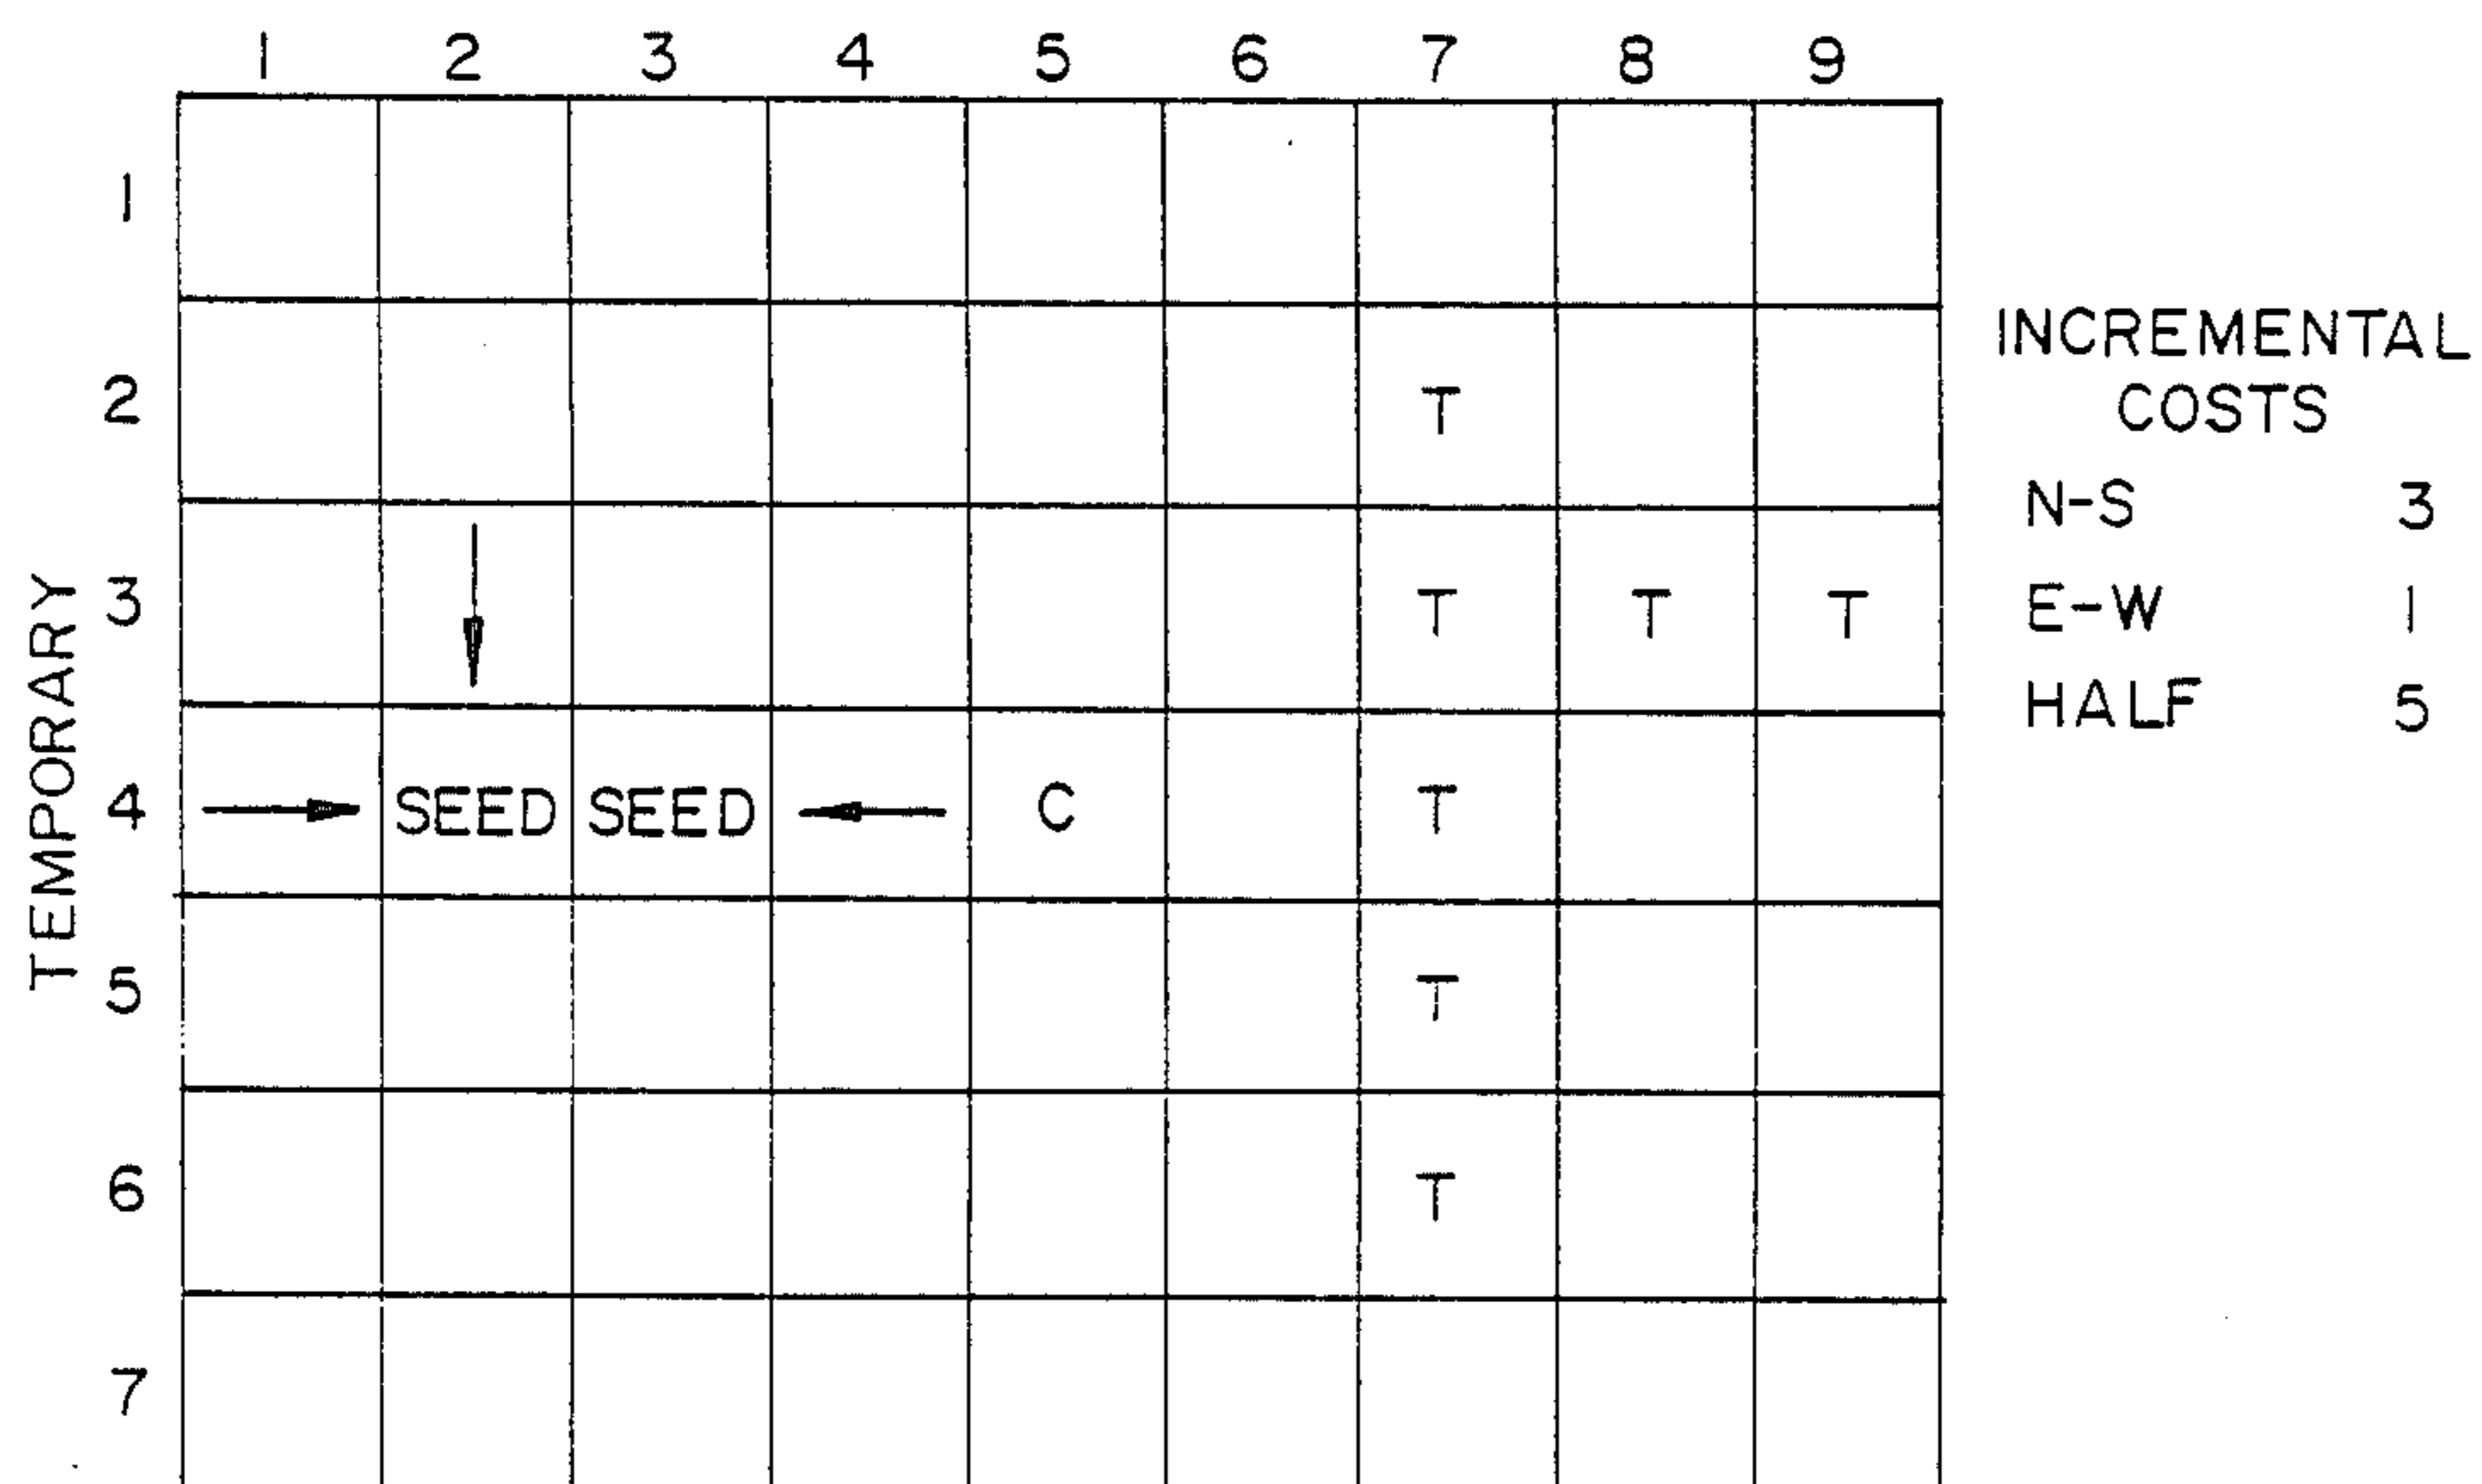 1 2 3 4 5 6 7 8 9
1
2 T
3 T T T
4 SEED SEED C T
5 T
6 T
7
TEMPORARY
INCREMENTAL
COSTS
N-S 3
E-W 1
HALF 5